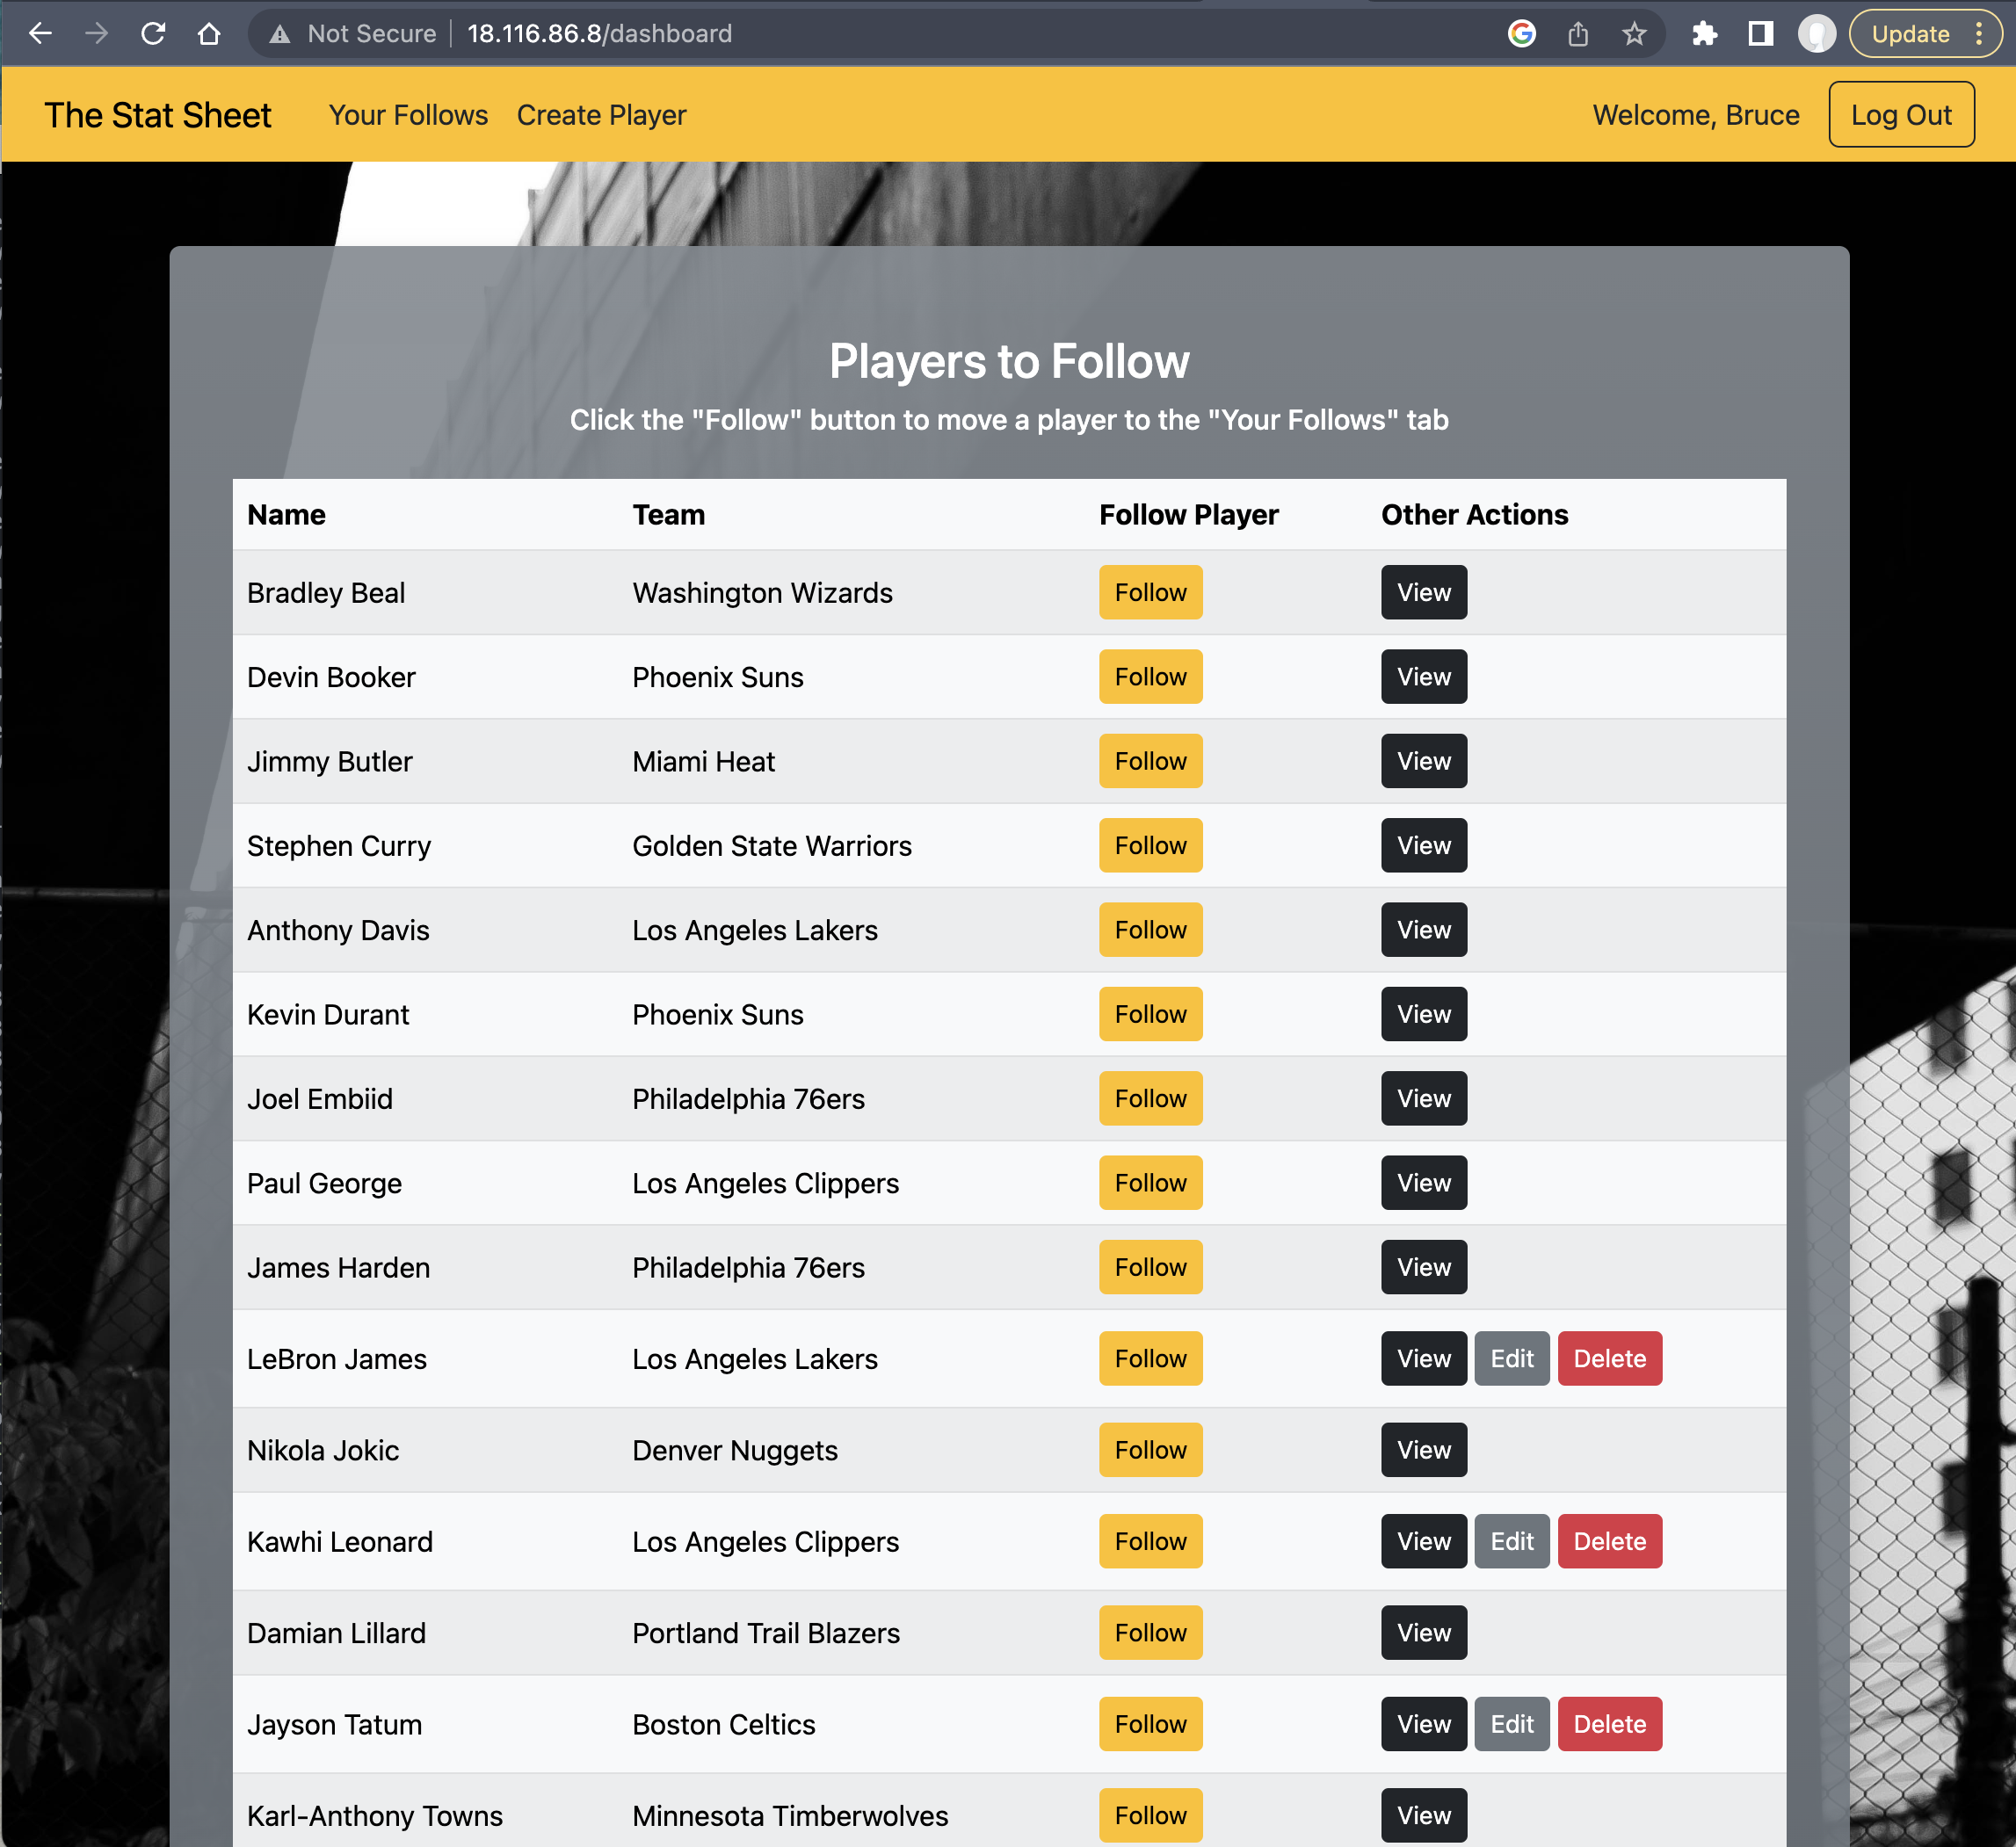 Not Secure 18.116.86.8/dashboard Update
The Stat Sheet Your Follows Create Player Welcome, Bruce Log Out
Players to Follow
Click the "Follow" button to move a player to the "Your Follows" tab
Name Team Follow Player Other Actions
Bradley Beal Washington Wizards Follow View
Devin Booker Phoenix Suns Follow View
Jimmy Butler Miami Heat Follow View
Stephen Curry Golden State Warriors Follow View
Anthony Davis Los Angeles Lakers Follow View
Kevin Durant Phoenix Suns Follow View
Joel Embiid Philadelphia 76ers Follow View
Paul George Los Angeles Clippers Follow View
James Harden Philadelphia 76ers Follow View
LeBron James Los Angeles Lakers Follow View Edit Delete
Nikola Jokic Denver Nuggets Follow View
Kawhi Leonard Los Angeles Clippers Follow View Edit Delete
Damian Lillard Portland Trail Blazers Follow View
Jayson Tatum Boston Celtics Follow View Edit Delete
Karl-Anthony Towns Minnesota Timberwolves Follow View